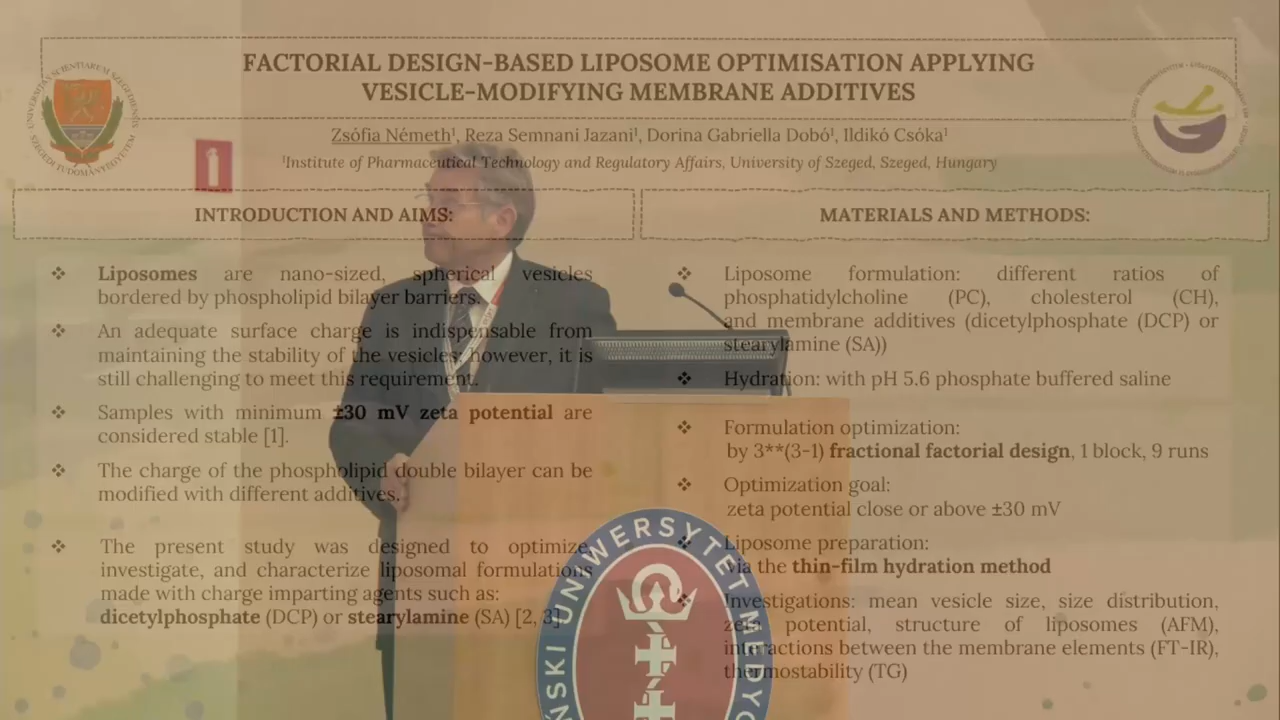 FACTORIAL DESIGN-BASED LIPOSOME OPTIMISATION APPLYING
VESICLE-MODIFYING MEMBRANE ADDITIVES
Zsófia Németh¹, Reza Semnani Jazani¹, Dorina Gabriella Dobó¹, Ildikó Csóka¹
¹Institute of Pharmaceutical Technology and Regulatory Affairs, University of Szeged, Szeged, Hungary
INTRODUCTION AND AIMS:
❖ Liposomes are nano-sized, spherical vesicles
bordered by phospholipid bilayer barriers.
❖ An adequate surface charge is indispensable from
maintaining the stability of the vesicles; however, it is
still challenging to meet this requirement.
❖ Samples with minimum ±30 mV zeta potential are
considered stable [1].
❖ The charge of the phospholipid double bilayer can be
modified with different additives.
❖ The present study was designed to optimize,
investigate, and characterize liposomal formulations
made with charge imparting agents such as:
dicetylphosphate (DCP) or stearylamine (SA) [2, 3].
MATERIALS AND METHODS:
❖ Liposome formulation: different ratios of
phosphatidylcholine (PC), cholesterol (CH),
and membrane additives (dicetylphosphate (DCP) or
stearylamine (SA))
❖ Hydration: with pH 5.6 phosphate buffered saline
❖ Formulation optimization:
by 3**(3-1) fractional factorial design, 1 block, 9 runs
❖ Optimization goal:
zeta potential close or above ±30 mV
❖ Liposome preparation:
via the thin-film hydration method
❖ Investigations: mean vesicle size, size distribution,
zeta potential, structure of liposomes (AFM),
interactions between the membrane elements (FT-IR),
thermostability (TG)
ŃSKI UNIWERSYTET MEDYC